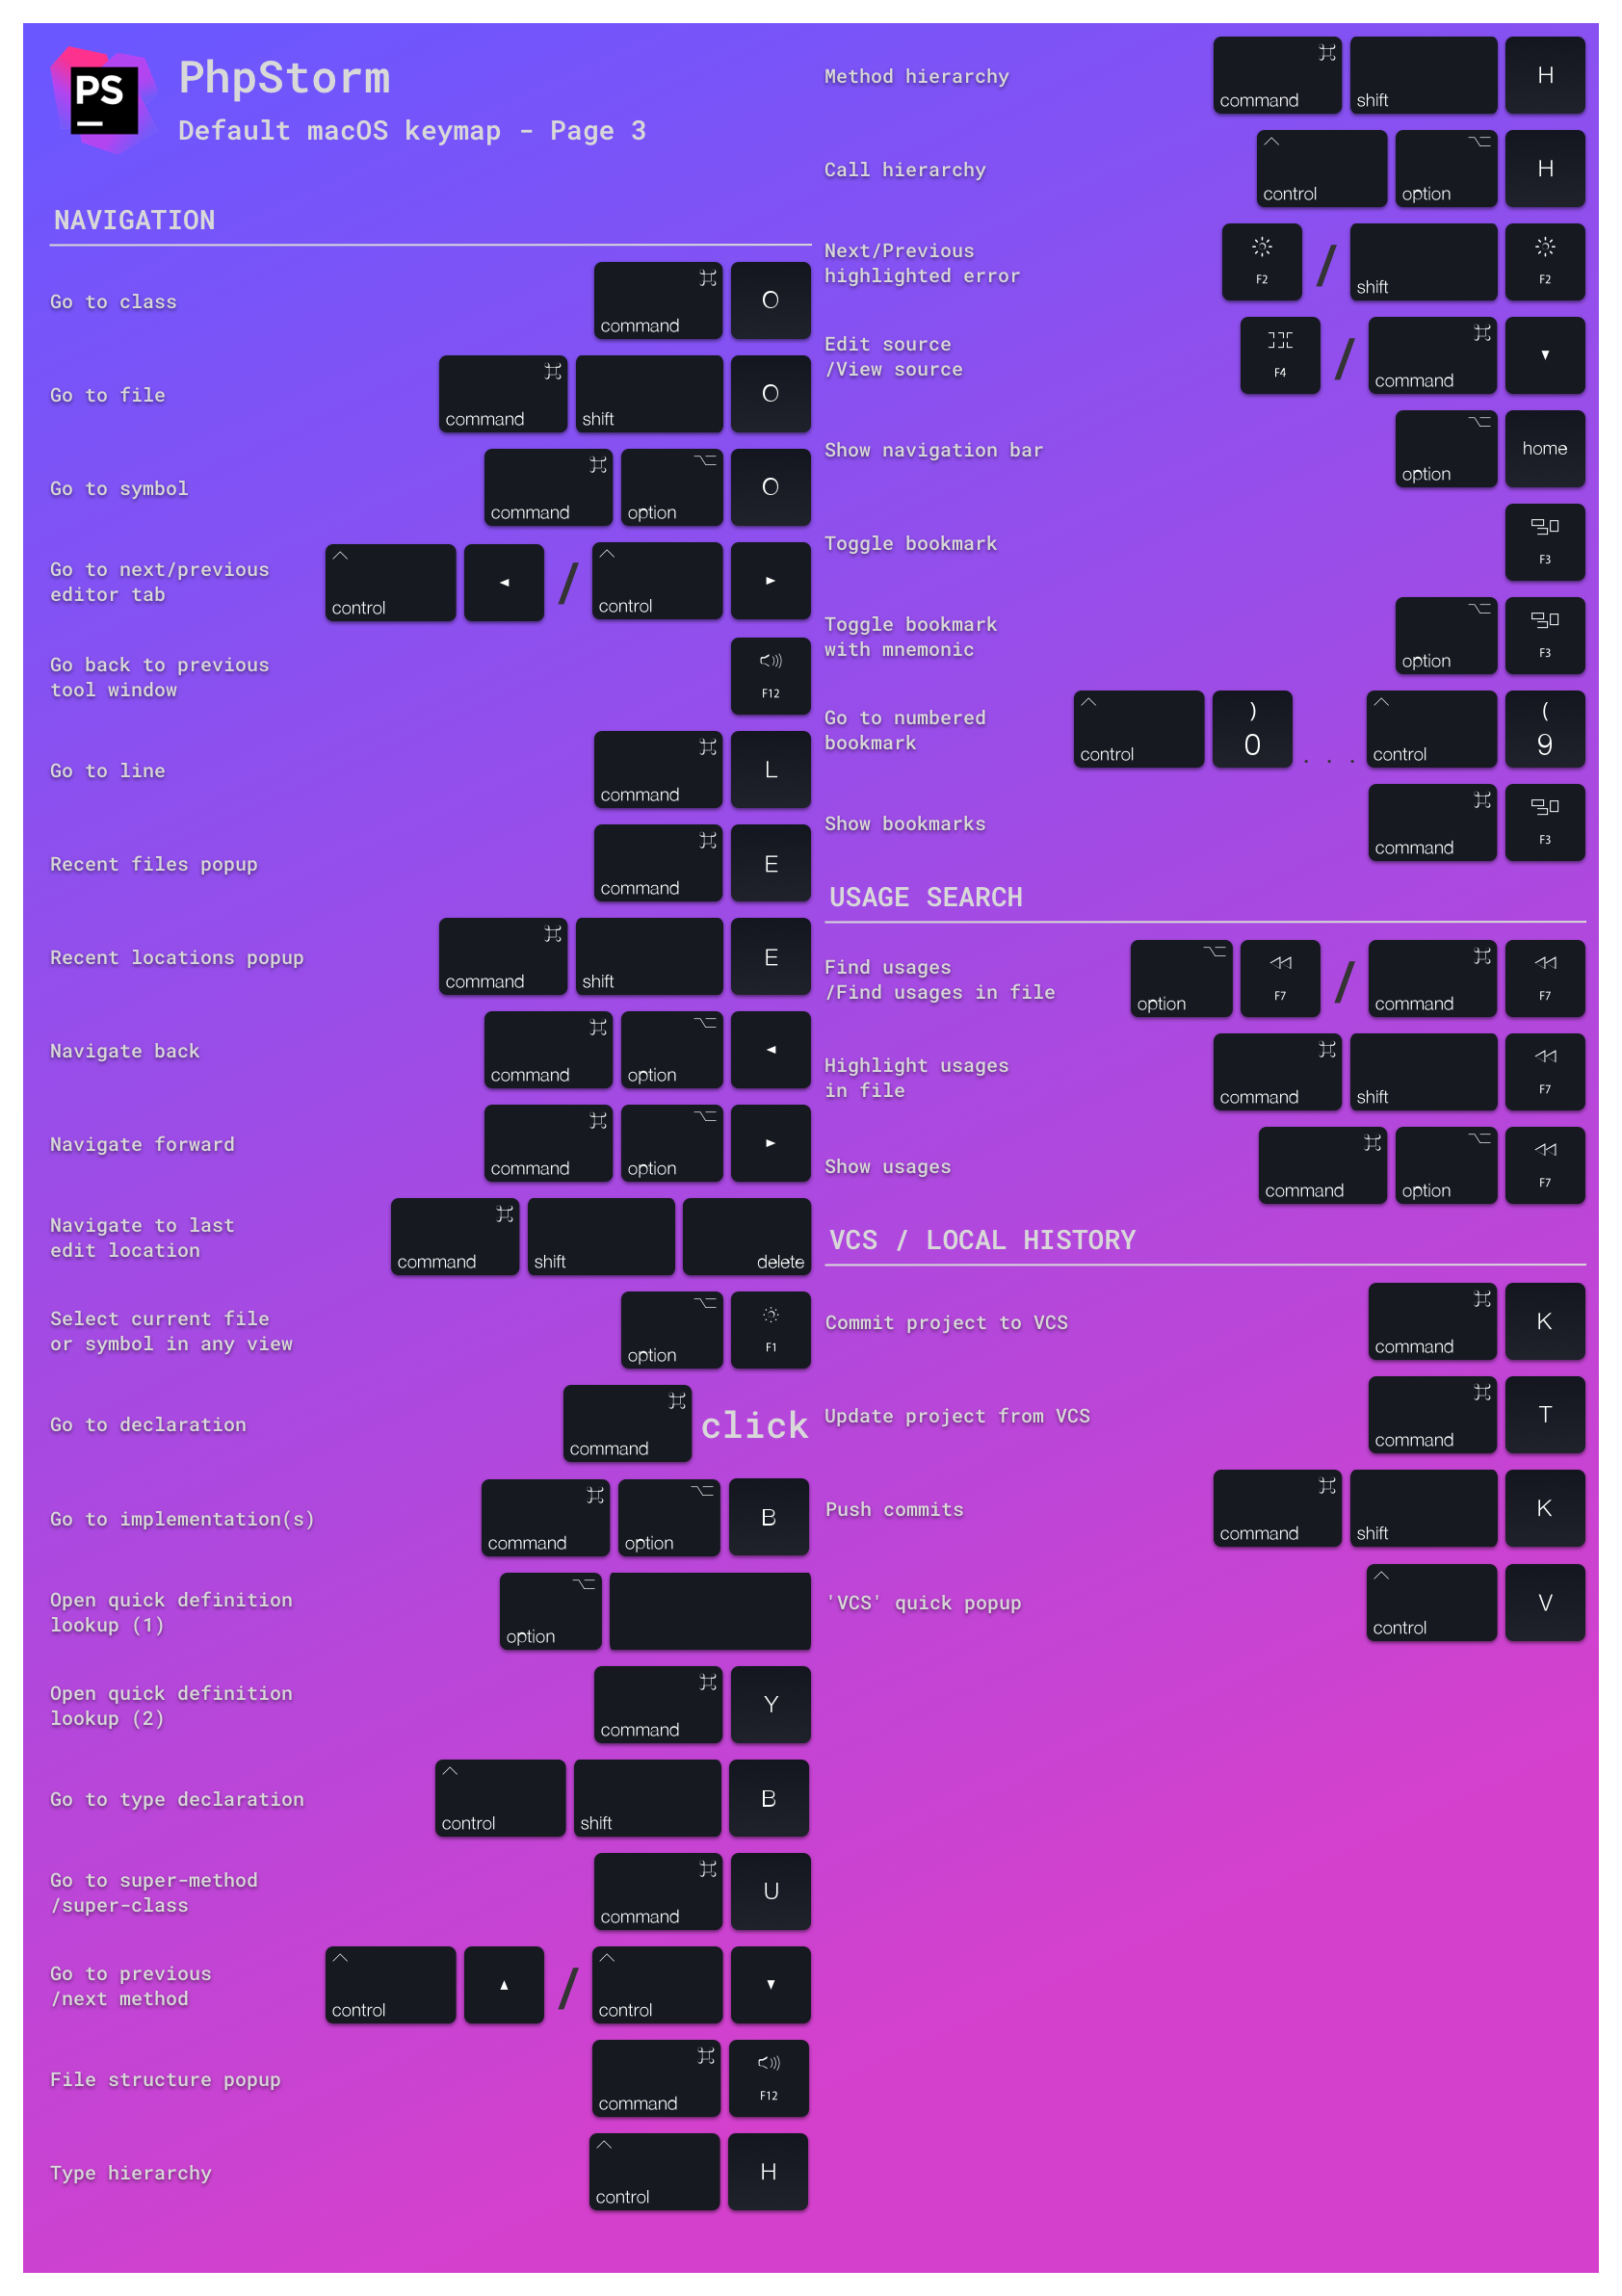 PS
PhpStorm
Default macOS keymap - Page 3
NAVIGATION
Go to class
⌘ command O
Go to file
⌘ command shift O
Go to symbol
⌘ command ⌥ option O
Go to next/previous
editor tab
^ control ◄ / ^ control ►
Go back to previous
tool window
F12
Go to line
⌘ command L
Recent files popup
⌘ command E
Recent locations popup
⌘ command shift E
Navigate back
⌘ command ⌥ option ◄
Navigate forward
⌘ command ⌥ option ►
Navigate to last
edit location
⌘ command shift delete
Select current file
or symbol in any view
⌥ option F1
Go to declaration
⌘ command click
Go to implementation(s)
⌘ command ⌥ option B
Open quick definition
lookup (1)
⌥ option
Open quick definition
lookup (2)
⌘ command Y
Go to type declaration
^ control shift B
Go to super-method
/super-class
⌘ command U
Go to previous
/next method
^ control ▲ / ^ control ▼
File structure popup
⌘ command F12
Type hierarchy
^ control H
Method hierarchy
⌘ command shift H
Call hierarchy
^ control ⌥ option H
Next/Previous
highlighted error
F2 / shift F2
Edit source
/View source
F4 / ⌘ command ▼
Show navigation bar
⌥ option home
Toggle bookmark
F3
Toggle bookmark
with mnemonic
⌥ option F3
Go to numbered
bookmark
^ control ) 0 . . . ^ control ( 9
Show bookmarks
⌘ command F3
USAGE SEARCH
Find usages
/Find usages in file
⌥ option F7 / ⌘ command F7
Highlight usages
in file
⌘ command shift F7
Show usages
⌘ command ⌥ option F7
VCS / LOCAL HISTORY
Commit project to VCS
⌘ command K
Update project from VCS
⌘ command T
Push commits
⌘ command shift K
'VCS' quick popup
^ control V